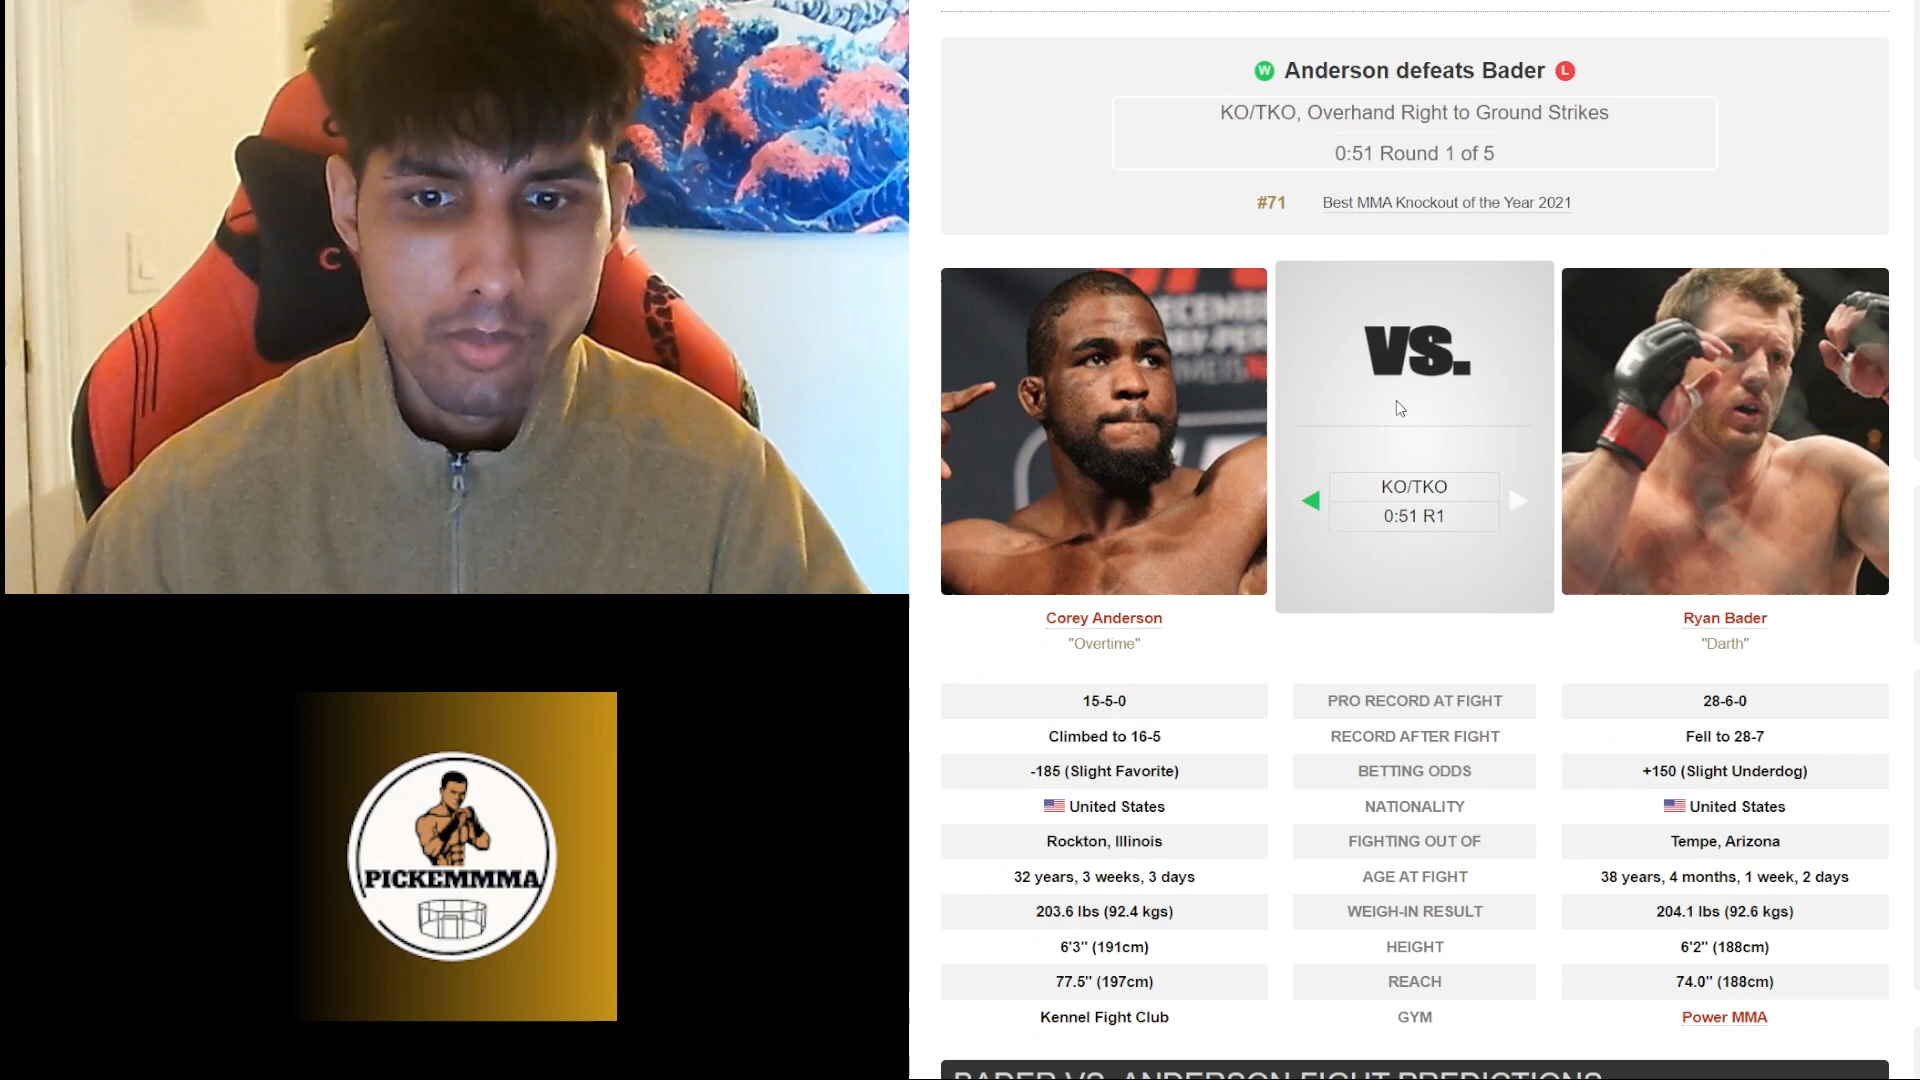 W Anderson defeats Bader L
KO/TKO, Overhand Right to Ground Strikes
0:51 Round 1 of 5
#71 Best MMA Knockout of the Year 2021
VS.
KO/TKO
0:51 R1
Corey Anderson
"Overtime"
Ryan Bader
"Darth"
15-5-0 PRO RECORD AT FIGHT 28-6-0
Climbed to 16-5 RECORD AFTER FIGHT Fell to 28-7
-185 (Slight Favorite) BETTING ODDS +150 (Slight Underdog)
United States NATIONALITY United States
Rockton, Illinois FIGHTING OUT OF Tempe, Arizona
32 years, 3 weeks, 3 days AGE AT FIGHT 38 years, 4 months, 1 week, 2 days
203.6 lbs (92.4 kgs) WEIGH-IN RESULT 204.1 lbs (92.6 kgs)
6'3" (191cm) HEIGHT 6'2" (188cm)
77.5" (197cm) REACH 74.0" (188cm)
Kennel Fight Club GYM Power MMA
BADER VS. ANDERSON FIGHT PREDICTIONS
PICKEMMMA